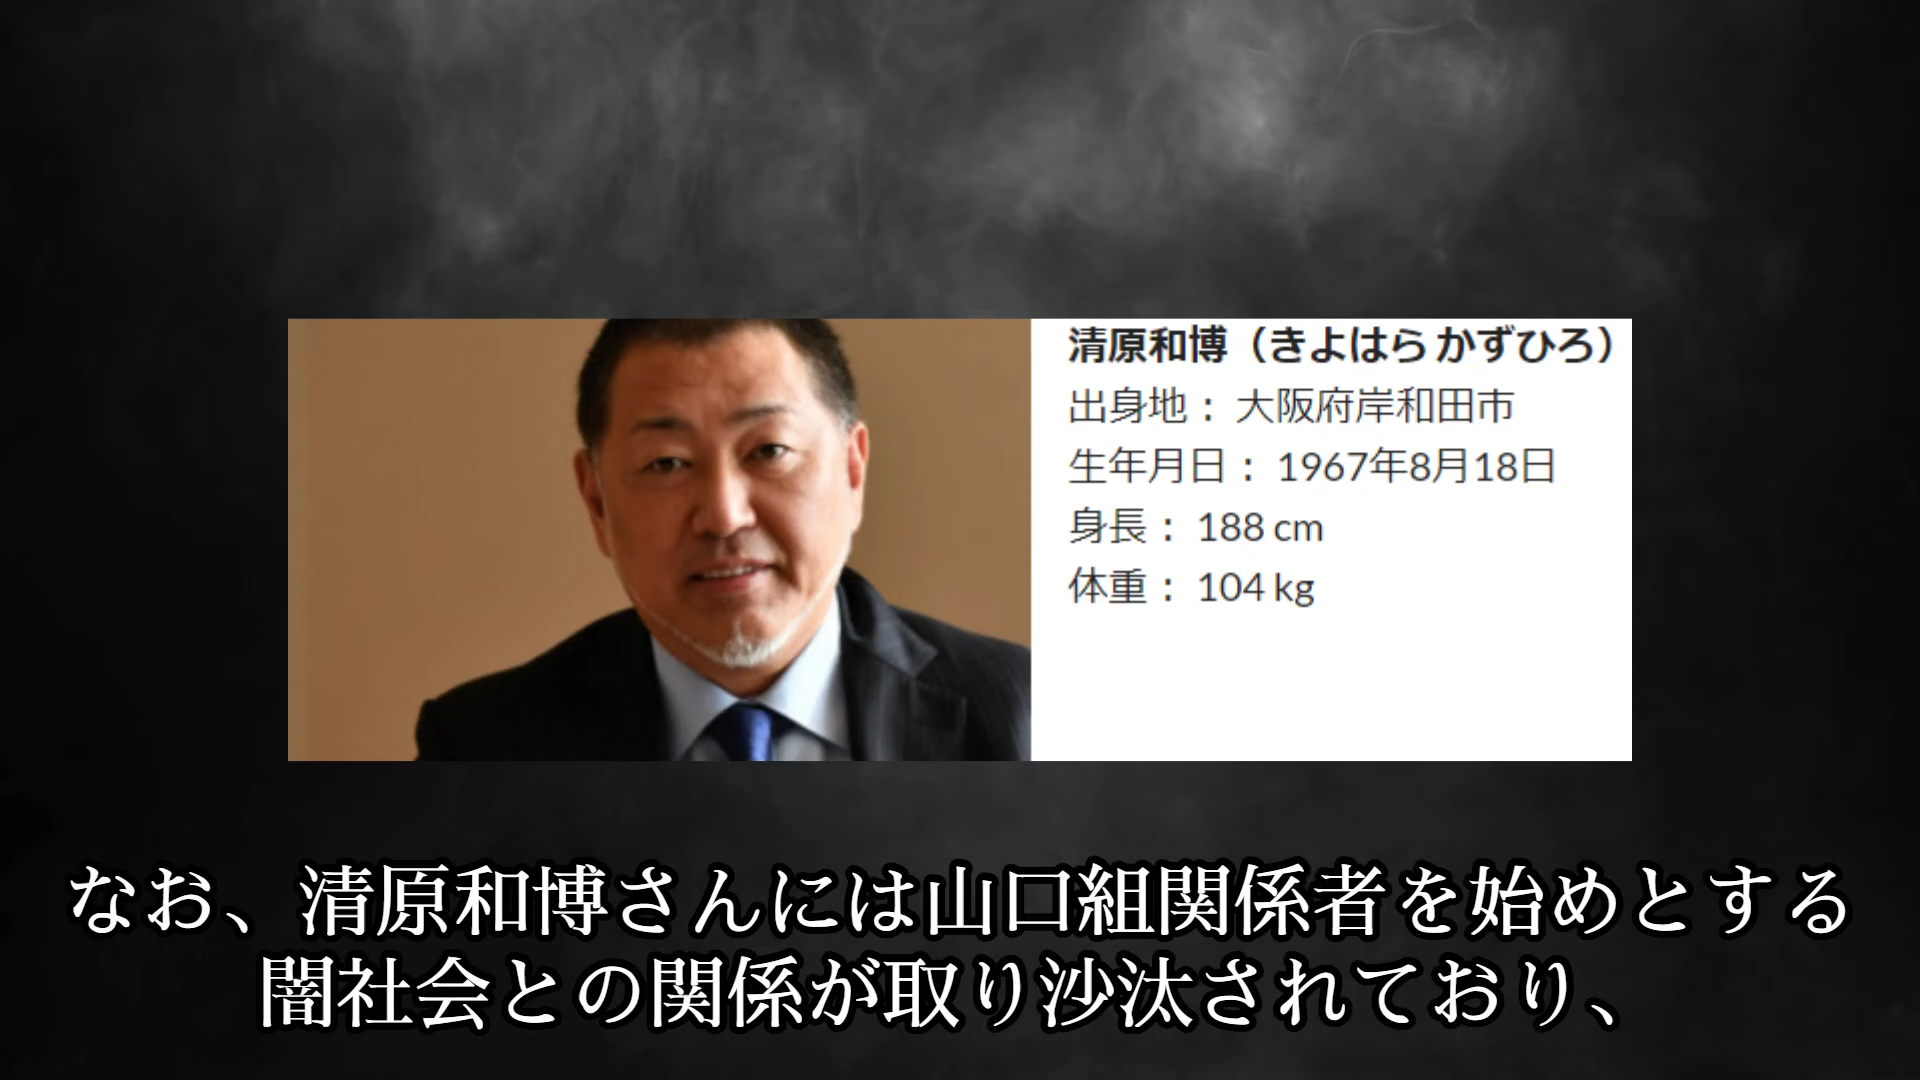 清原和博（きよはら かずひろ）
出身地： 大阪府岸和田市
生年月日： 1967年8月18日
身長： 188 cm
体重： 104 kg
なお、清原和博さんには山口組関係者を始めとする
闇社会との関係が取り沙汰されており、